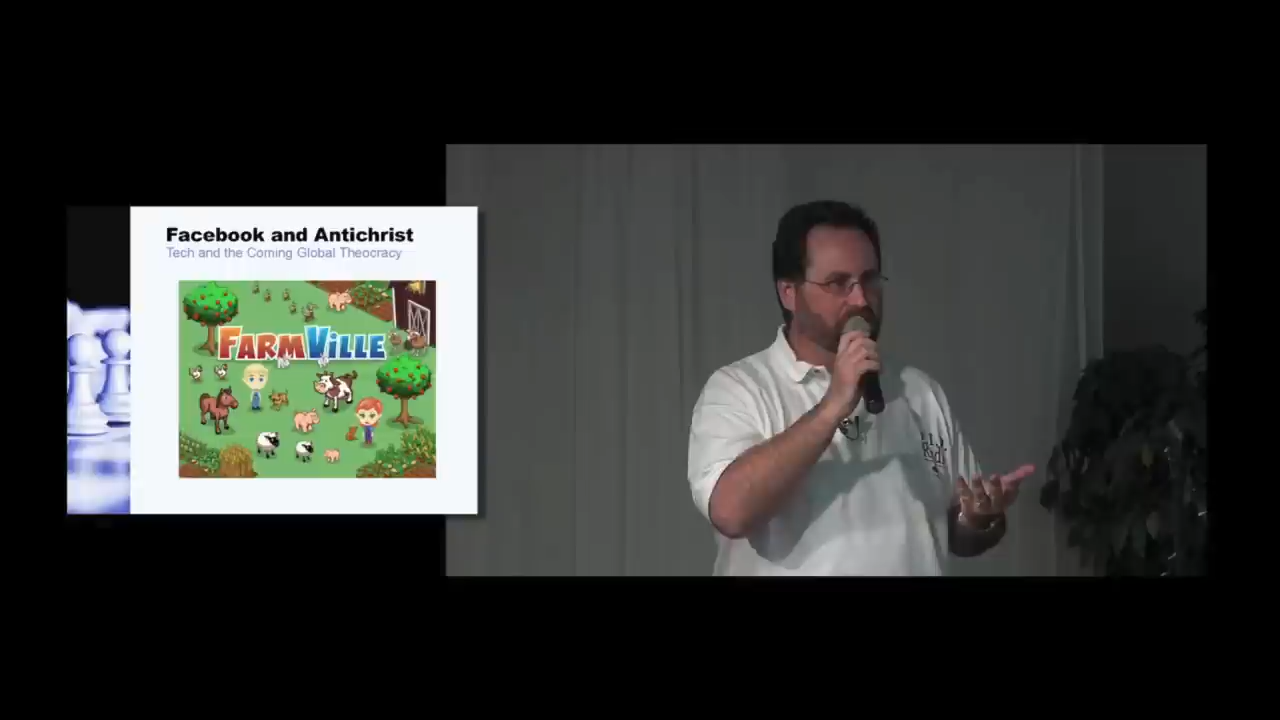 Facebook and Antichrist
Tech and the Coming Global Theocracy
FARMVILLE